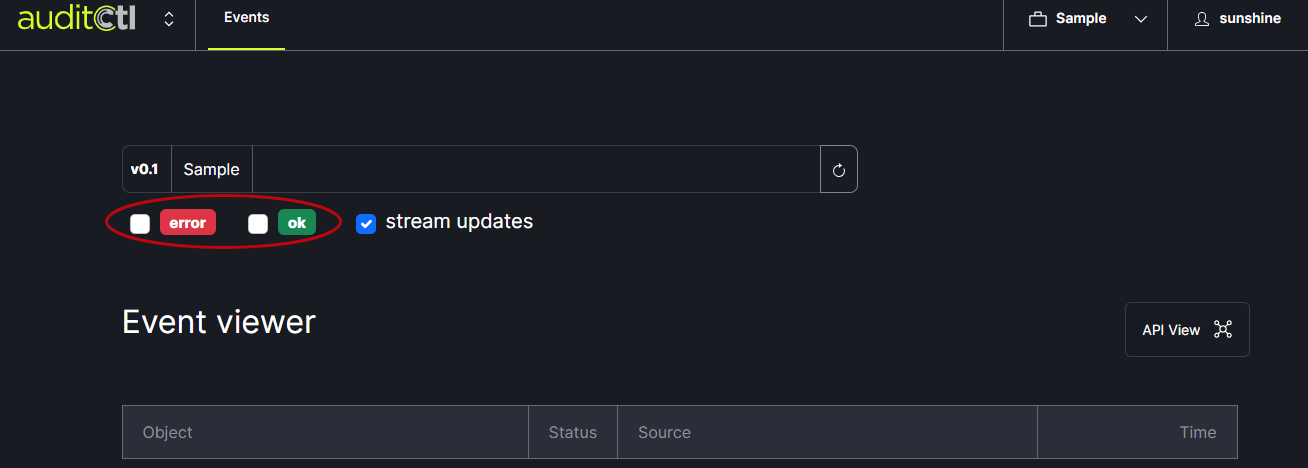 auditctl Events Sample sunshine
v0.1 Sample
error ok stream updates
Event viewer API View
Object Status Source Time